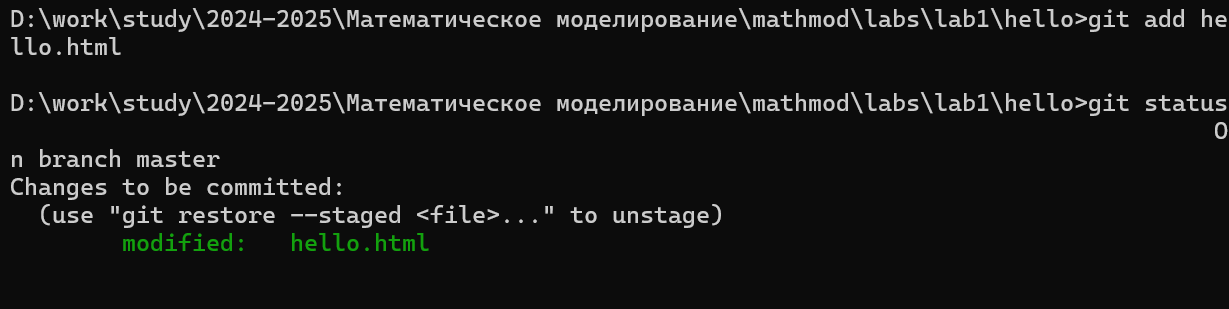 D:\work\study\2024-2025\Математическое моделирование\mathmod\labs\lab1\hello>git add he
llo.html
D:\work\study\2024-2025\Математическое моделирование\mathmod\labs\lab1\hello>git status
O
n branch master
Changes to be committed:
  (use "git restore --staged <file>..." to unstage)
        modified:   hello.html